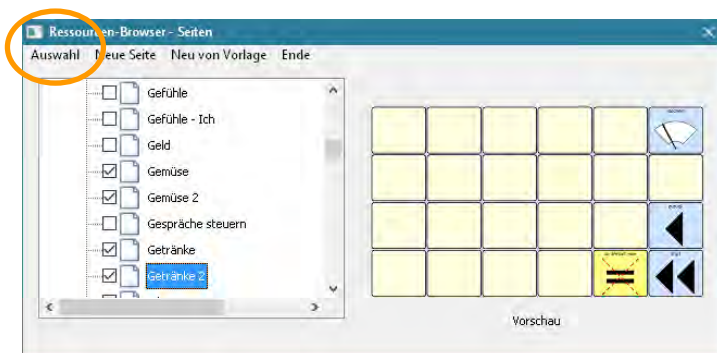 Ressourcen-Browser - Seiten
Auswahl Neue Seite Neu von Vorlage Ende
Gefühle
Gefühle - Ich
Geld
Gemüse
Gemüse 2
Gespräche steuern
Getränke
Getränke 2
Vorschau